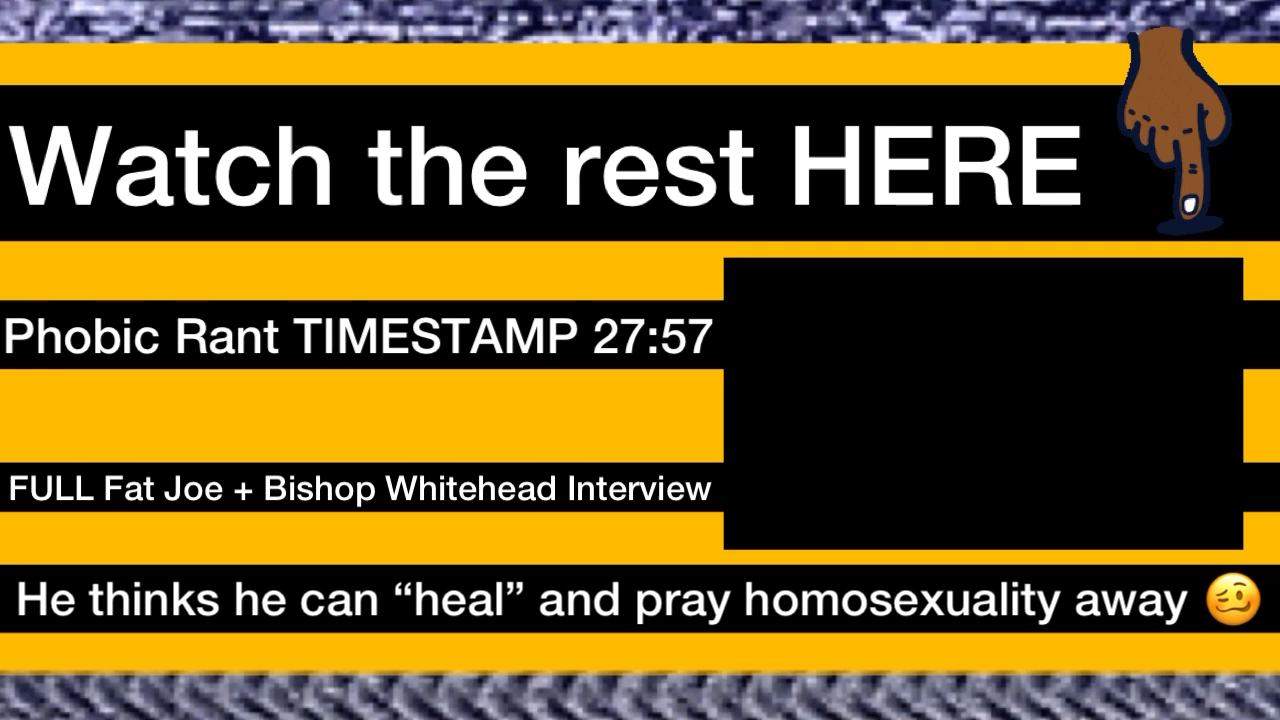 Watch the rest HERE
Phobic Rant TIMESTAMP 27:57
FULL Fat Joe + Bishop Whitehead Interview
He thinks he can “heal” and pray homosexuality away 🥴